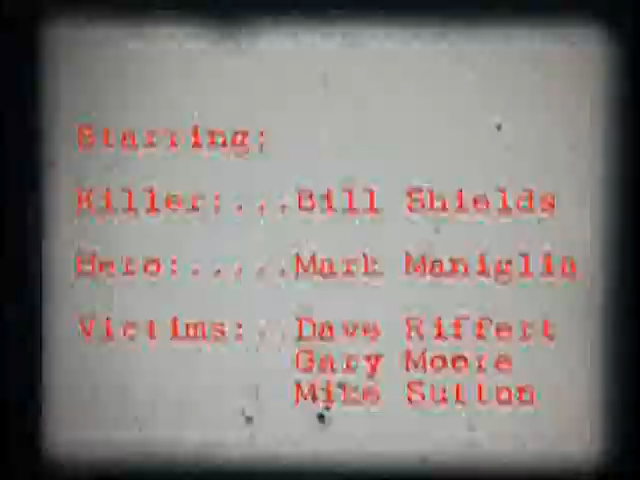 Starring:
Killer:...Bill Shields
Hero:.....Mark Maniglia
Victims:..Dave Riffert
Gary Moore
Mike Sutton